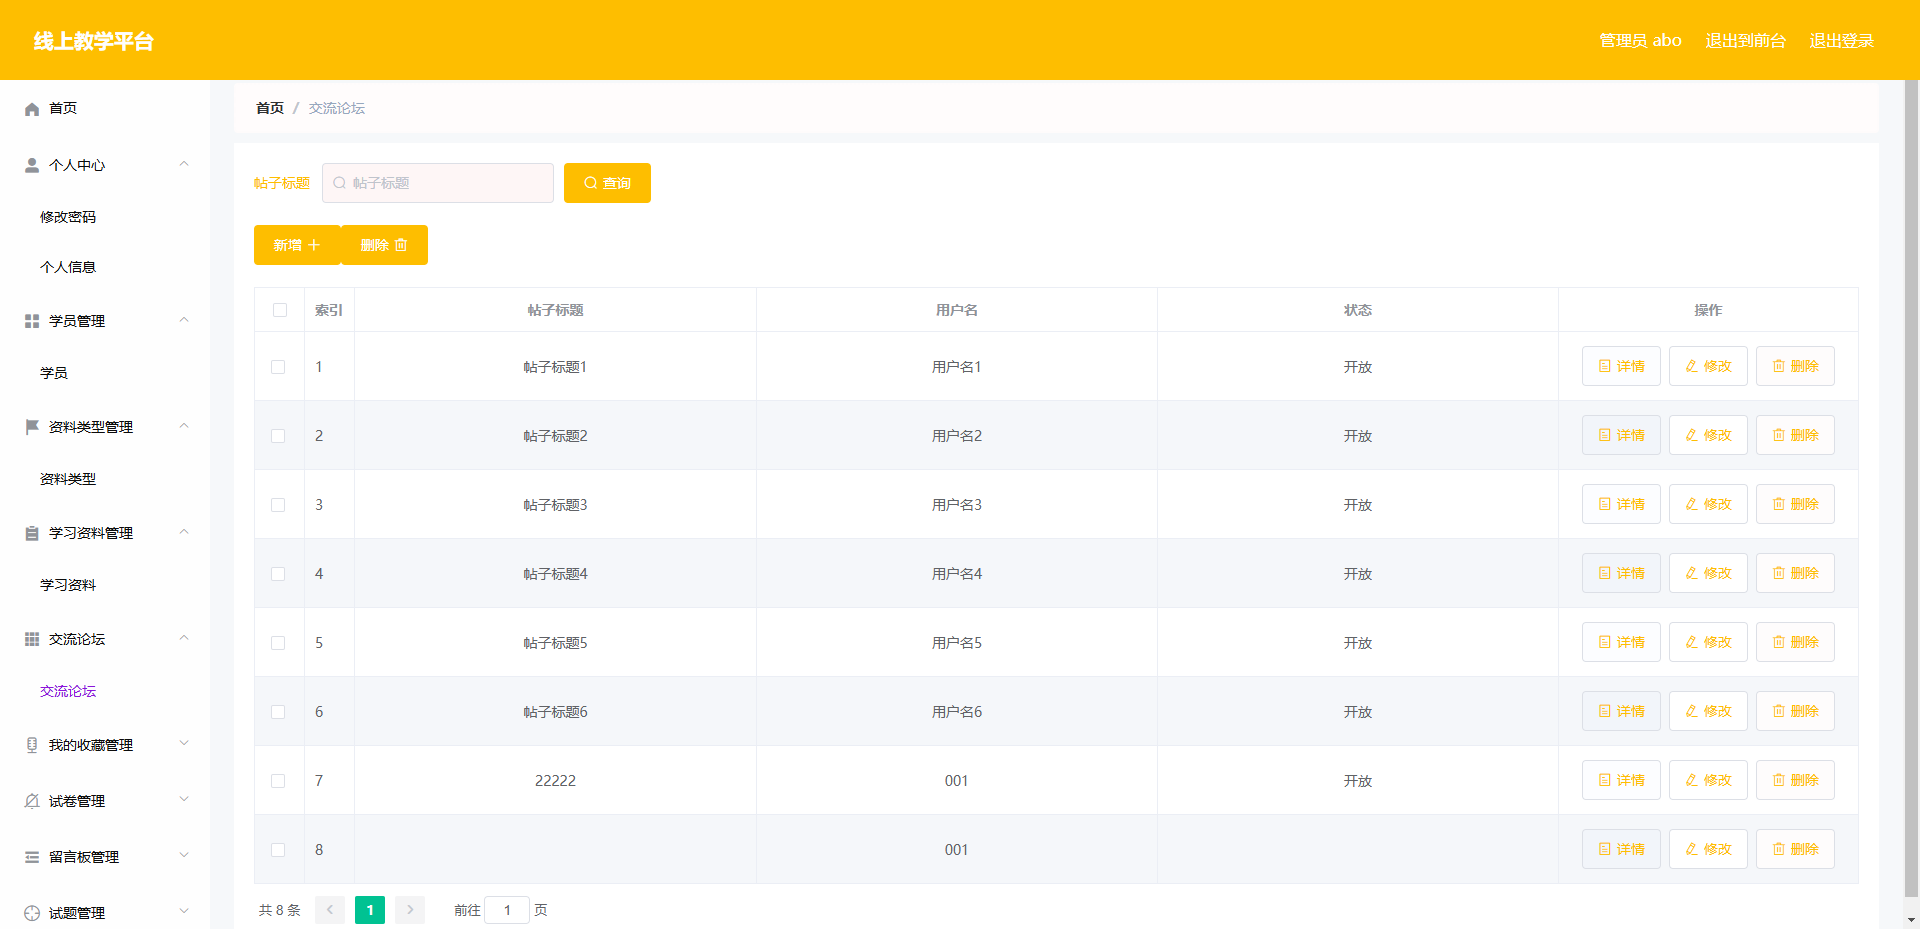 线上教学平台
管理员 abo 退出到前台 退出登录
首页
个人中心
修改密码
个人信息
学员管理
学员
资料类型管理
资料类型
学习资料管理
学习资料
交流论坛
交流论坛
我的收藏管理
试卷管理
留言板管理
试题管理
首页 / 交流论坛
帖子标题 帖子标题 查询
新增 删除
索引 帖子标题 用户名 状态 操作
1 帖子标题1 用户名1 开放 详情 修改 删除
2 帖子标题2 用户名2 开放 详情 修改 删除
3 帖子标题3 用户名3 开放 详情 修改 删除
4 帖子标题4 用户名4 开放 详情 修改 删除
5 帖子标题5 用户名5 开放 详情 修改 删除
6 帖子标题6 用户名6 开放 详情 修改 删除
7 22222 001 开放 详情 修改 删除
8 001 详情 修改 删除
共 8 条 1 前往 1 页